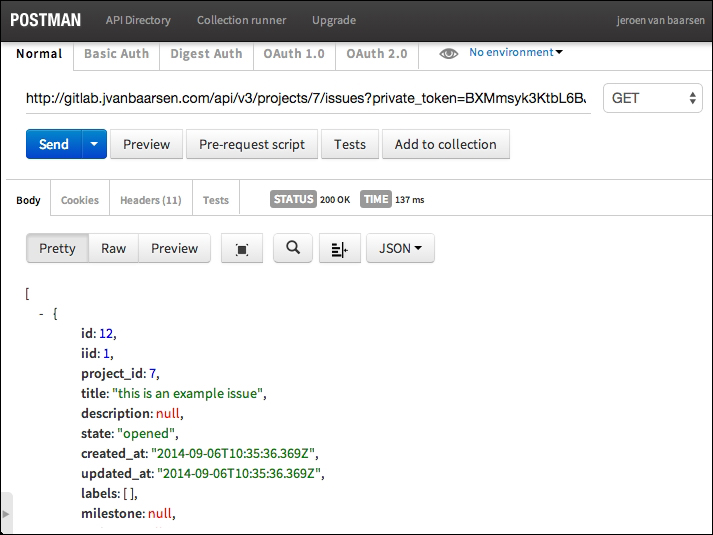 POSTMAN API Directory Collection runner Upgrade jeroen van baarsen
Normal Basic Auth Digest Auth OAuth 1.0 OAuth 2.0 No environment
http://gitlab.jvanbaarsen.com/api/v3/projects/7/issues?private_token=BXMmsyk3KtbL6B GET
Send Preview Pre-request script Tests Add to collection
Body Cookies Headers (11) Tests STATUS 200 OK TIME 137 ms
Pretty Raw Preview JSON
[
- {
id: 12,
iid: 1,
project_id: 7,
title: "this is an example issue",
description: null,
state: "opened",
created_at: "2014-09-06T10:35:36.369Z",
updated_at: "2014-09-06T10:35:36.369Z",
labels: [ ],
milestone: null,